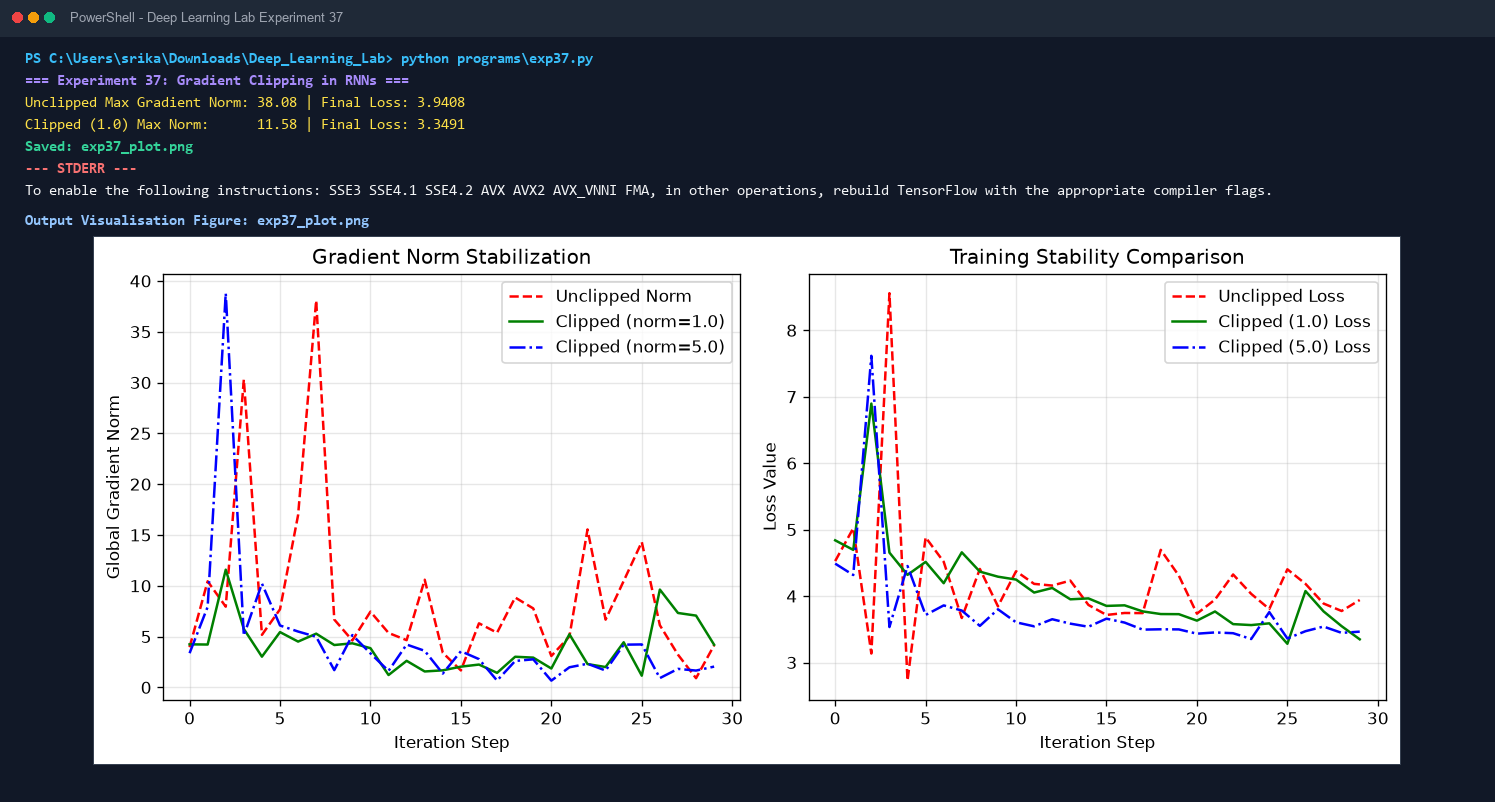 PowerShell - Deep Learning Lab Experiment 37
PS C:\Users\srika\Downloads\Deep_Learning_Lab> python programs\exp37.py
=== Experiment 37: Gradient Clipping in RNNs ===
Unclipped Max Gradient Norm: 38.08 | Final Loss: 3.9408
Clipped (1.0) Max Norm:      11.58 | Final Loss: 3.3491
Saved: exp37_plot.png
--- STDERR ---
To enable the following instructions: SSE3 SSE4.1 SSE4.2 AVX AVX2 AVX_VNNI FMA, in other operations, rebuild TensorFlow with the appropriate compiler flags.
Output Visualisation Figure: exp37_plot.png
Gradient Norm Stabilization
Global Gradient Norm
40
35
30
25
20
15
10
5
0
Unclipped Norm
Clipped (norm=1.0)
Clipped (norm=5.0)
0 5 10 15 20 25 30
Iteration Step
Training Stability Comparison
Loss Value
8
7
6
5
4
3
Unclipped Loss
Clipped (1.0) Loss
Clipped (5.0) Loss
0 5 10 15 20 25 30
Iteration Step